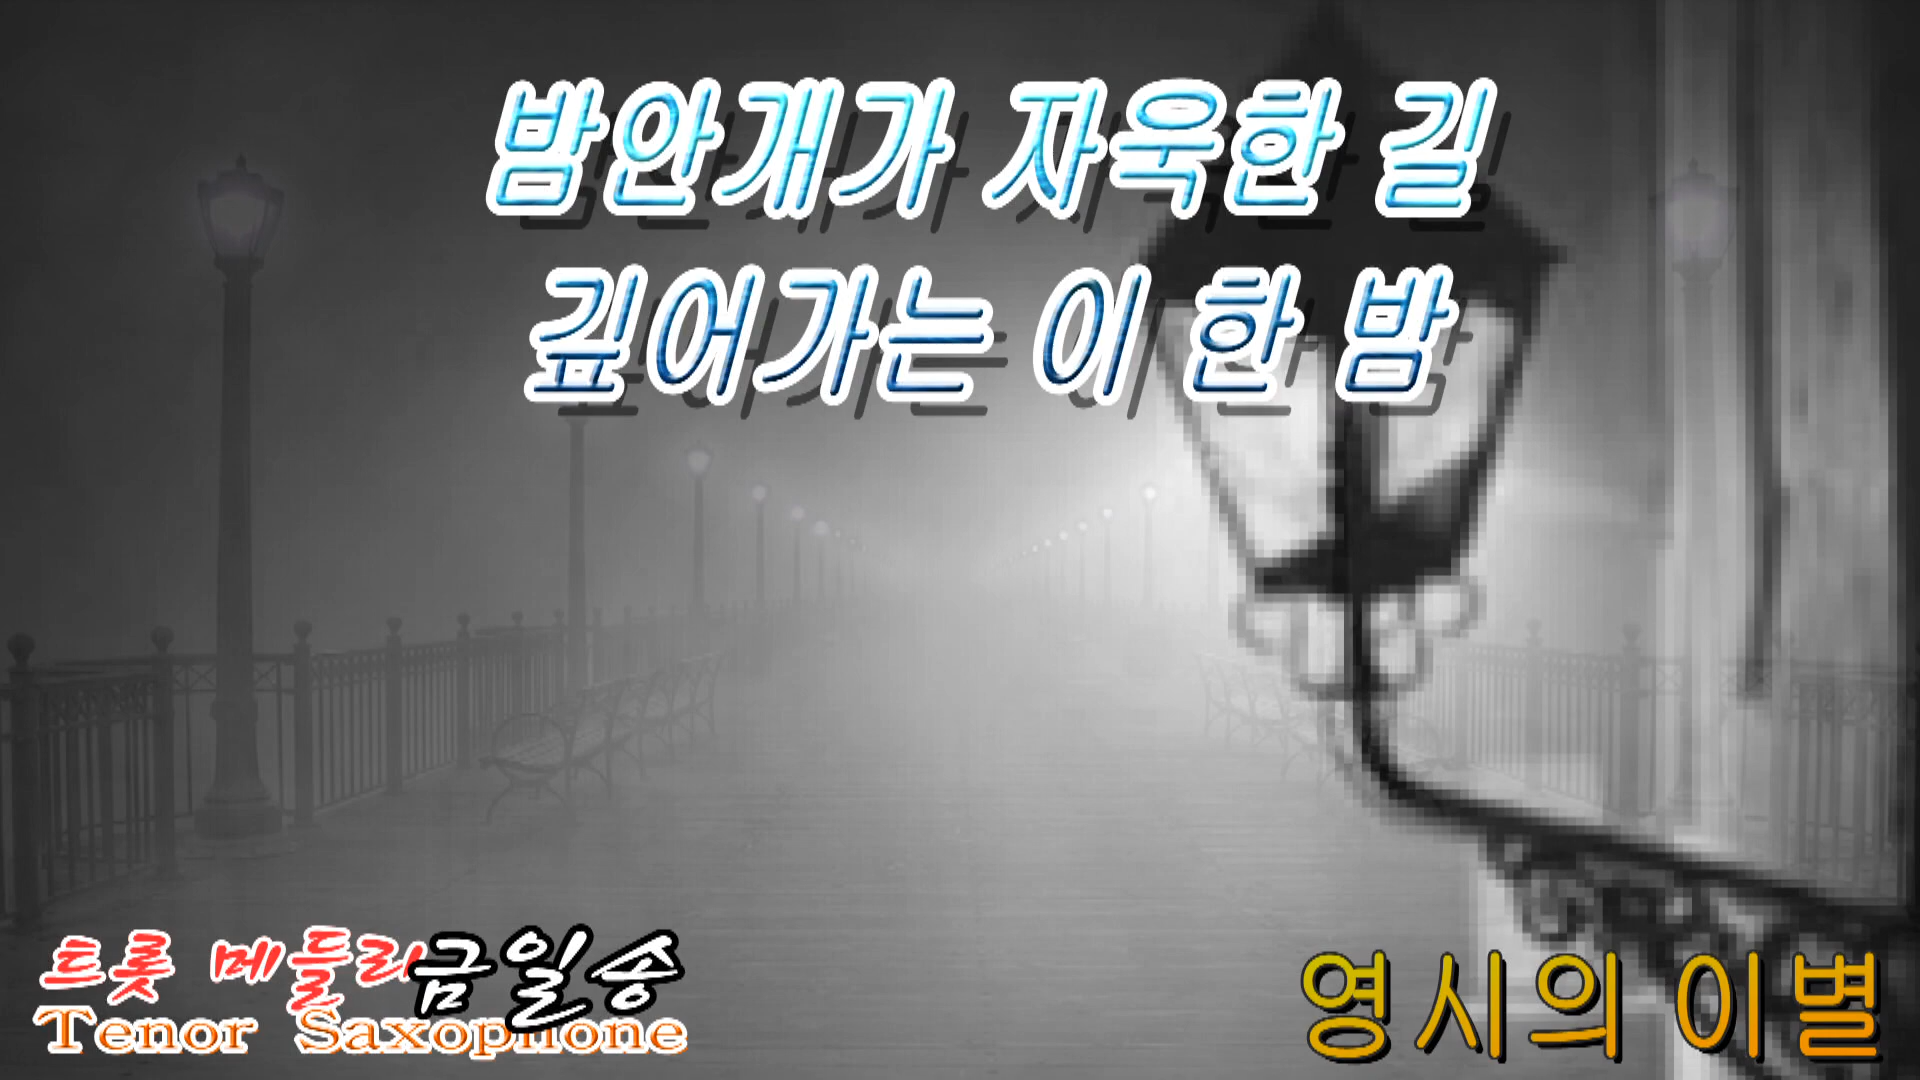 밤안개가 자욱한 길
깊어가는 이 한 밤
트롯 메들리 금일송
Tenor Saxophone
영시의 이별